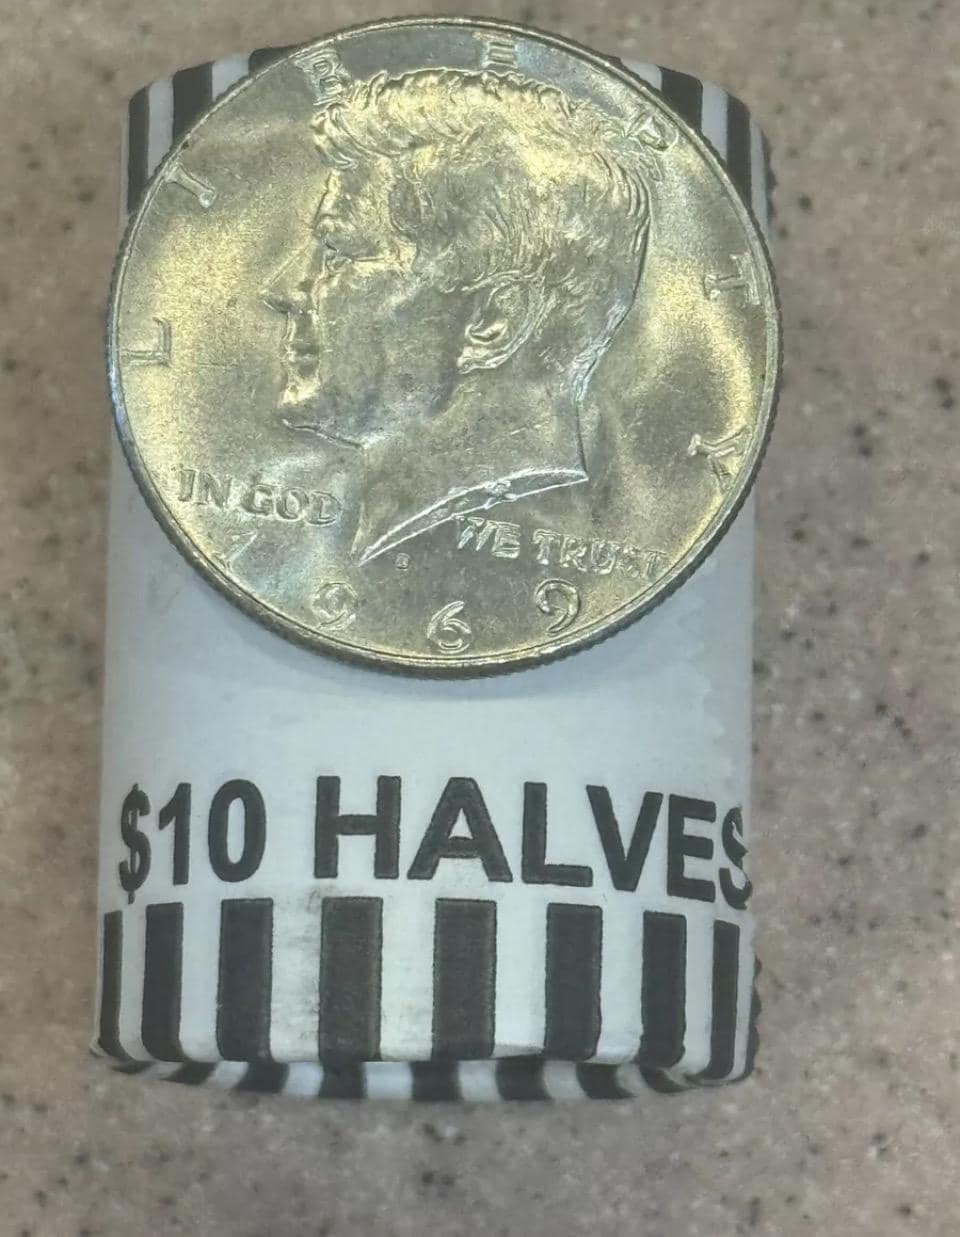 LIBERTY
IN GOD WE TRUST
1969
$10 HALVES